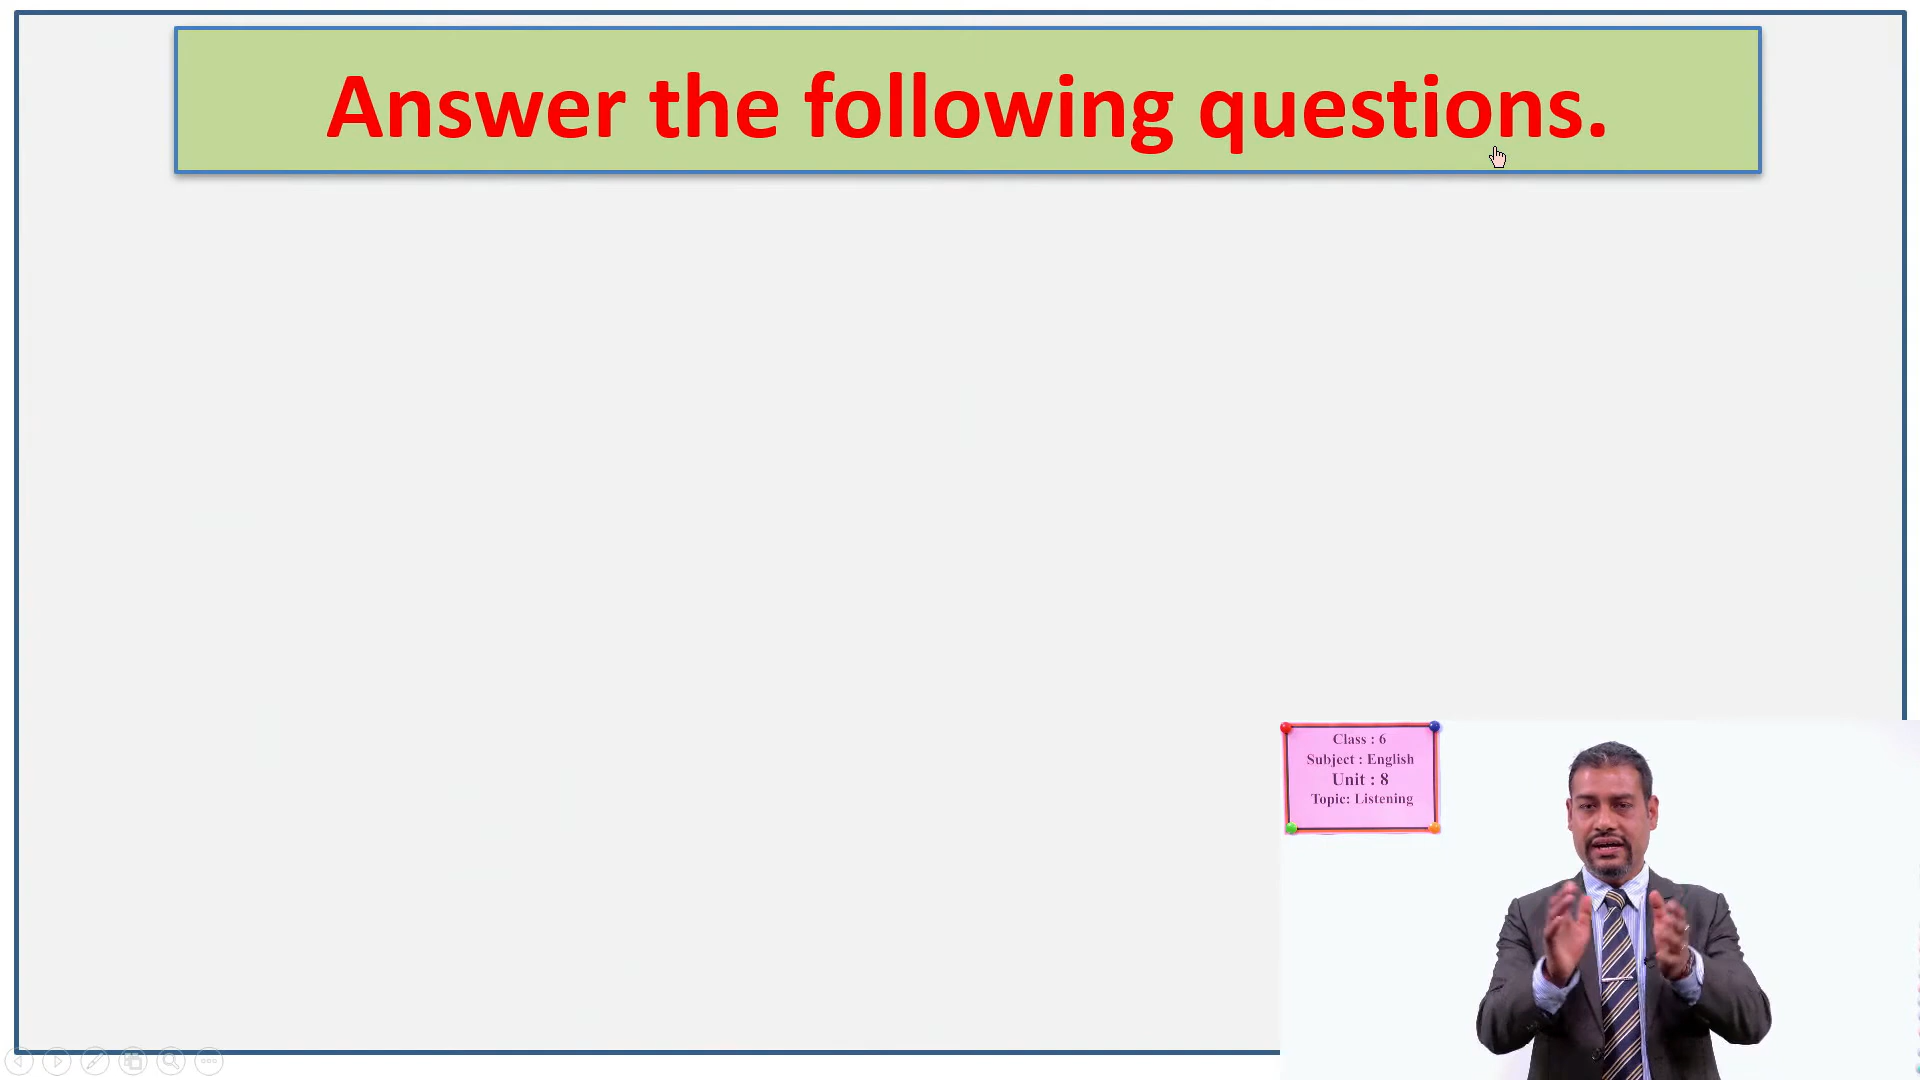 Answer the following questions.
Class : 6
Subject : English
Unit : 8
Topic: Listening